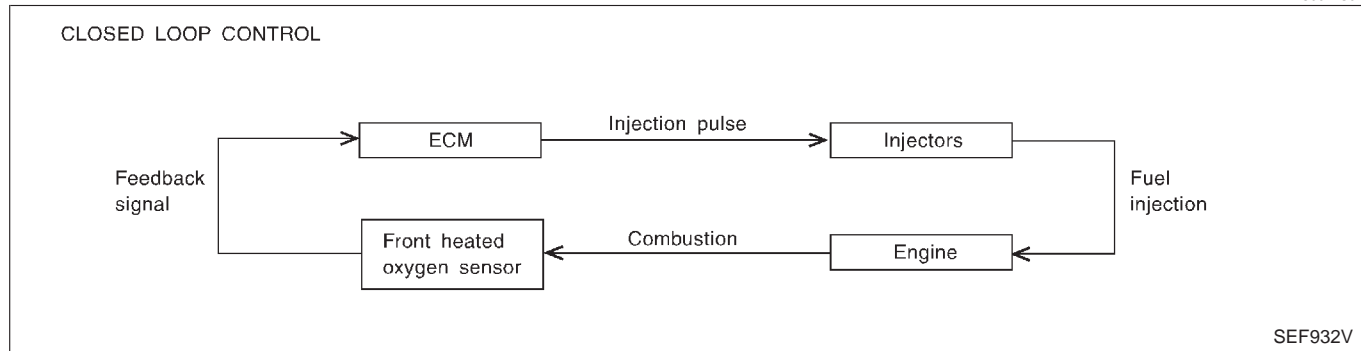 CLOSED LOOP CONTROL
ECM
Injection pulse
Injectors
Feedback
signal
Fuel
injection
Front heated
oxygen sensor
Combustion
Engine
SEF932V